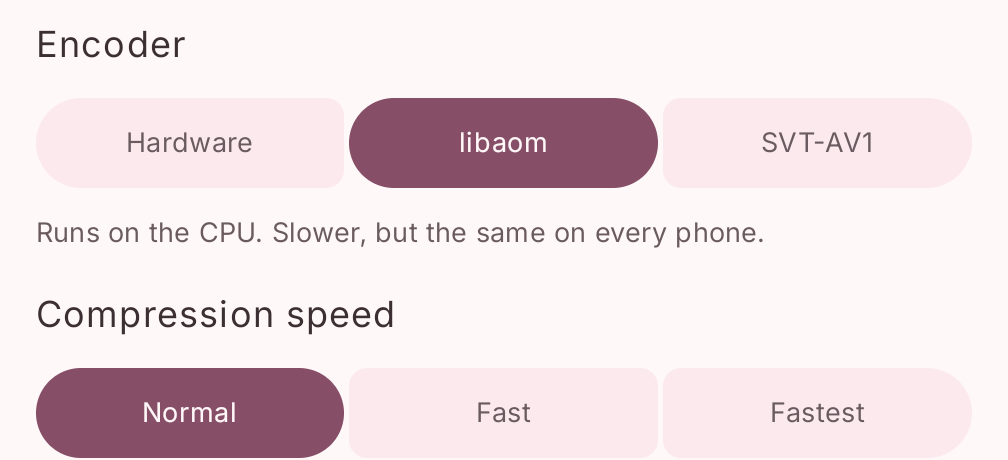 Encoder
Hardware libaom SVT-AV1
Runs on the CPU. Slower, but the same on every phone.
Compression speed
Normal Fast Fastest